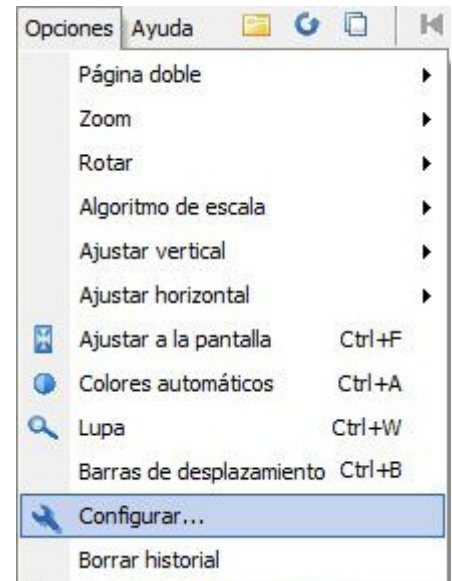 Opciones Ayuda
Página doble
Zoom
Rotar
Algoritmo de escala
Ajustar vertical
Ajustar horizontal
Ajustar a la pantalla Ctrl+F
Colores automáticos Ctrl+A
Lupa Ctrl+W
Barras de desplazamiento Ctrl+B
Configurar...
Borrar historial